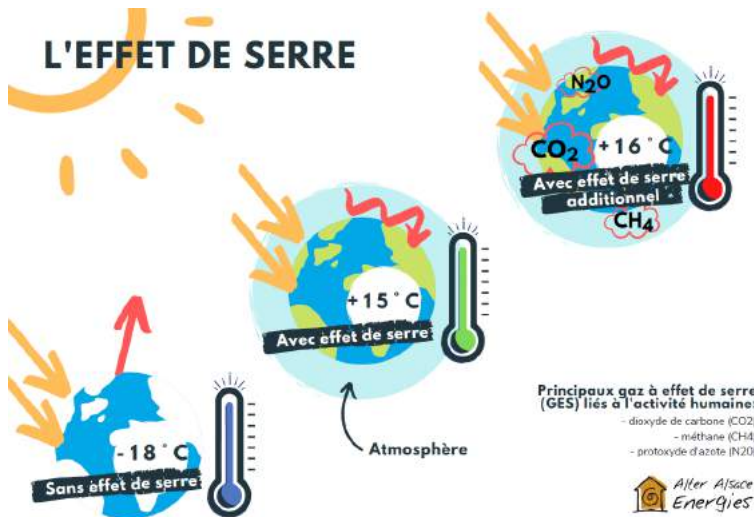 L'EFFET DE SERRE
N2O
CO2
+16°C
Avec effet de serre
additionnel
CH4
+15°C
Avec effet de serre
-18°C
Sans effet de serre
Atmosphère
Principaux gaz à effet de serre
(GES) liés à l'activité humaine:
- dioxyde de carbone (CO2)
- méthane (CH4)
- protoxyde d'azote (N20)
Alter Alsace
Energies